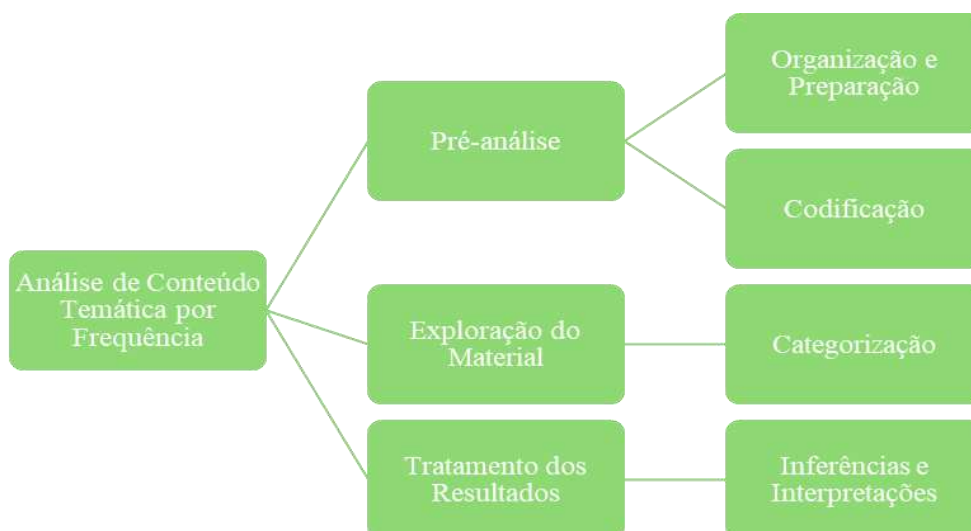 Análise de Conteúdo
Temática por
Frequência
Pré-análise
Organização e
Preparação
Codificação
Exploração do
Material
Categorização
Tratamento dos
Resultados
Inferências e
Interpretações